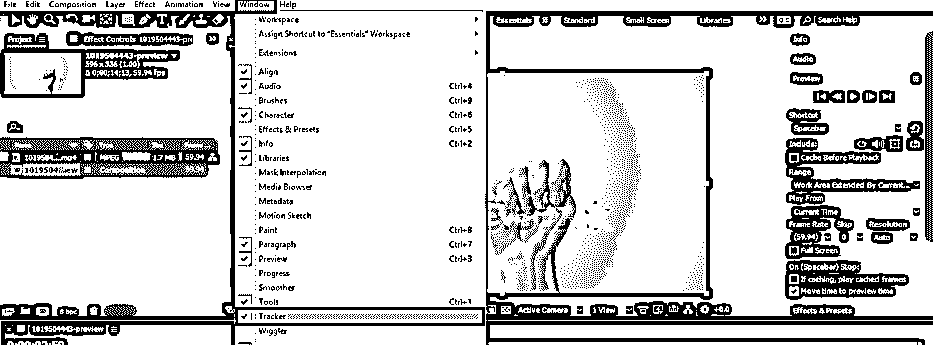 File Edit Composition Layer Effect Animation View Window Help
Essentials Standard Small Screen Libraries Search Help
Project Effect Controls 1019504443-pr
1019504443-preview
596 x 336 (1.00)
Δ 0;00;14;13, 59.94 fps
1019504....mp4 MPEG 1.7 MB 59.94
Composition
8 bpc
1019504443-preview
Workspace
Assign Shortcut to "Essentials" Workspace
Extensions
Align
Audio Ctrl+4
Brushes Ctrl+9
Character Ctrl+6
Effects & Presets Ctrl+5
Info Ctrl+2
Libraries
Mask Interpolation
Media Browser
Metadata
Motion Sketch
Paint Ctrl+8
Paragraph Ctrl+7
Preview Ctrl+3
Progress
Smoother
Tools Ctrl+1
Tracker
Wiggler
Active Camera 1 View +0.0
Info
Audio
Preview
Shortcut
Spacebar
Include:
Cache Before Playback
Range
Work Area Extended By Current...
Play From
Current Time
Frame Rate Skip Resolution
(59.94) 0 Auto
Full Screen
On (Spacebar) Stop:
If caching, play cached frames
Move time to preview time
Effects & Presets